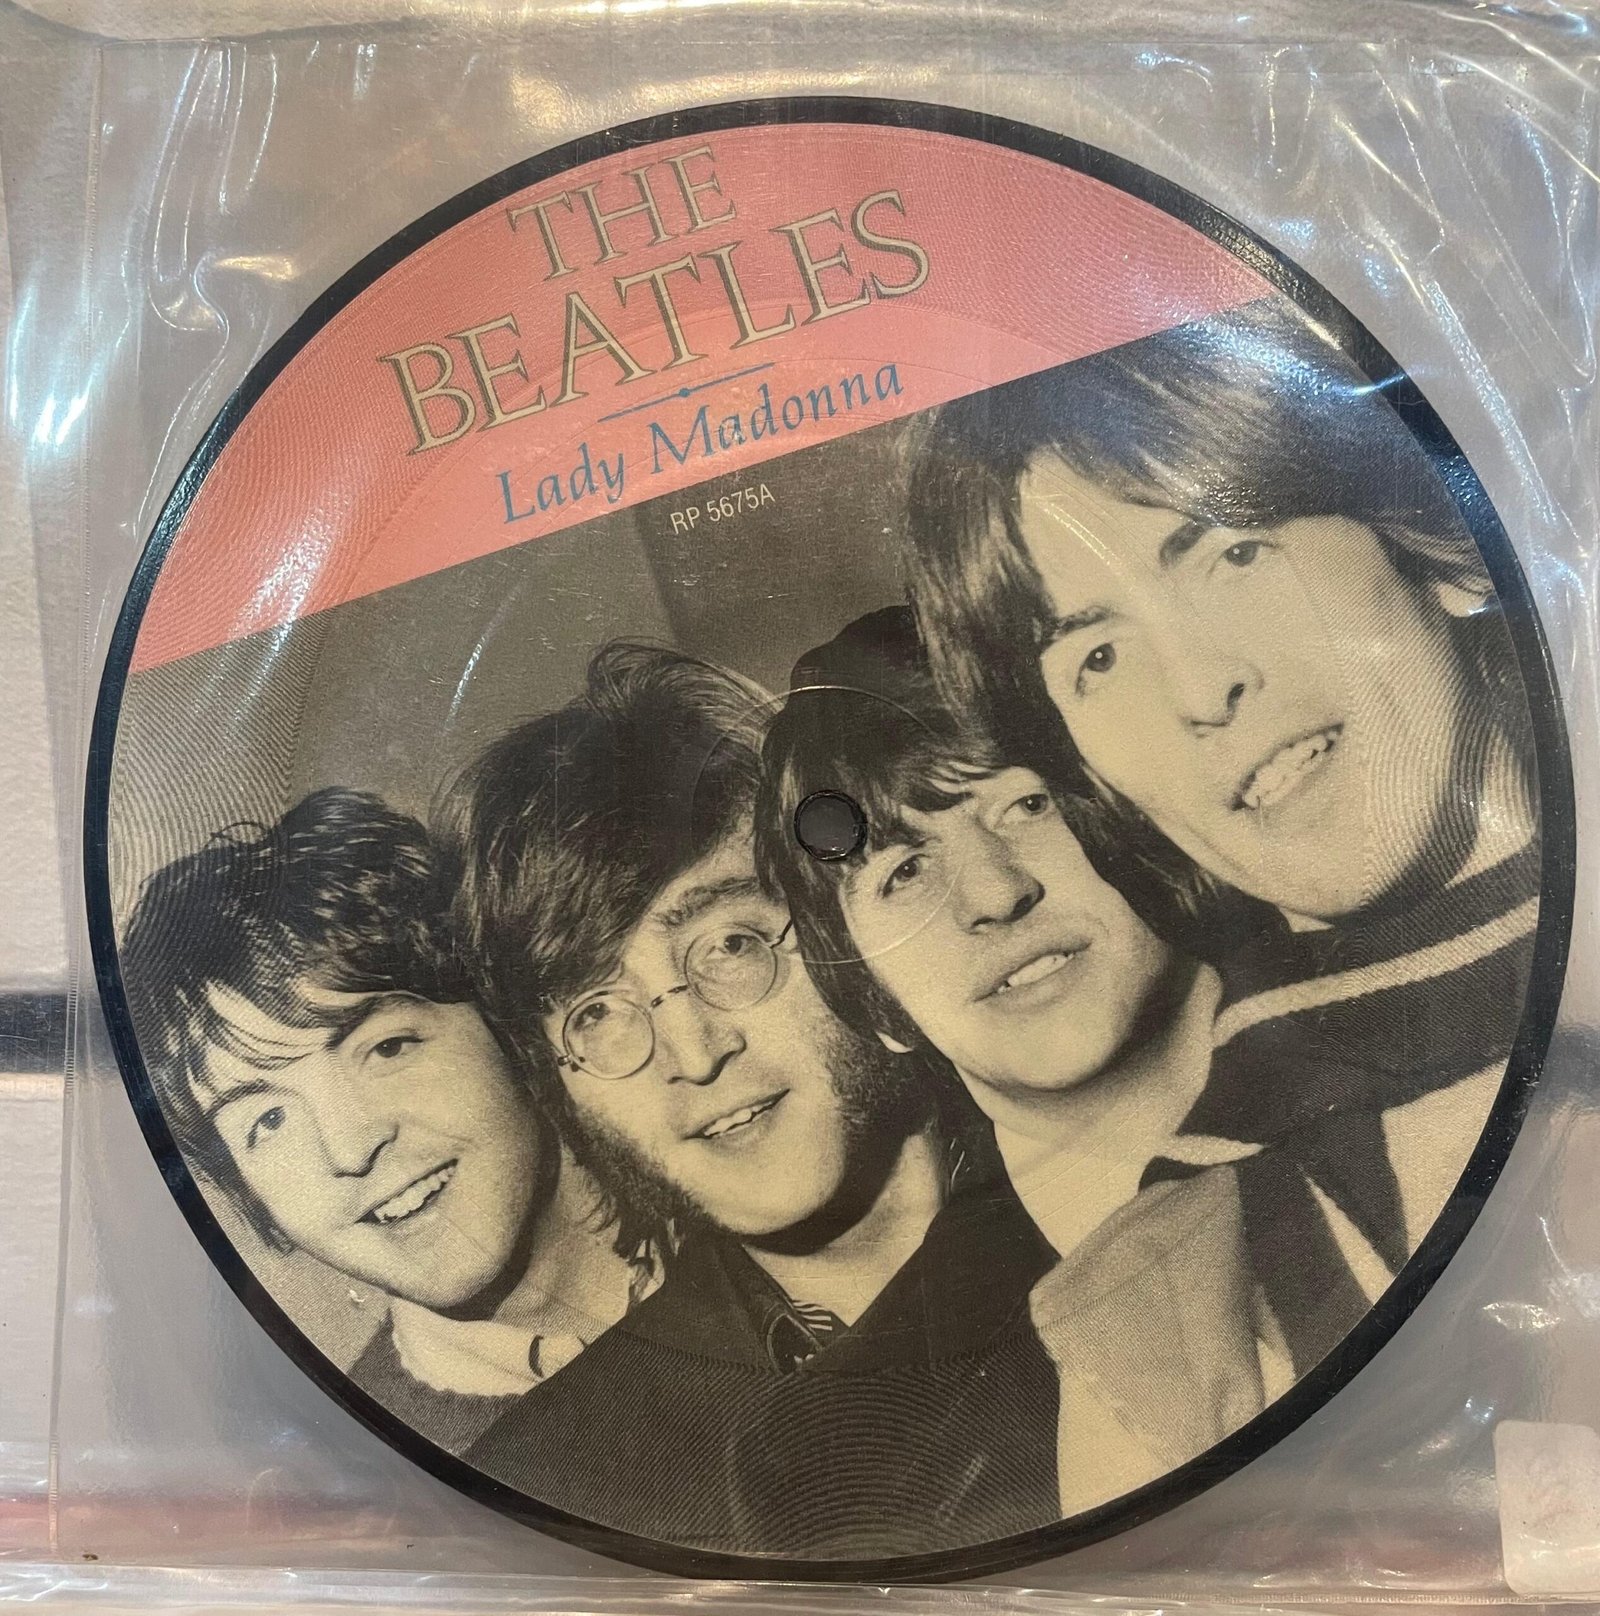 THE
BEATLES
Lady Madonna
RP 5675A